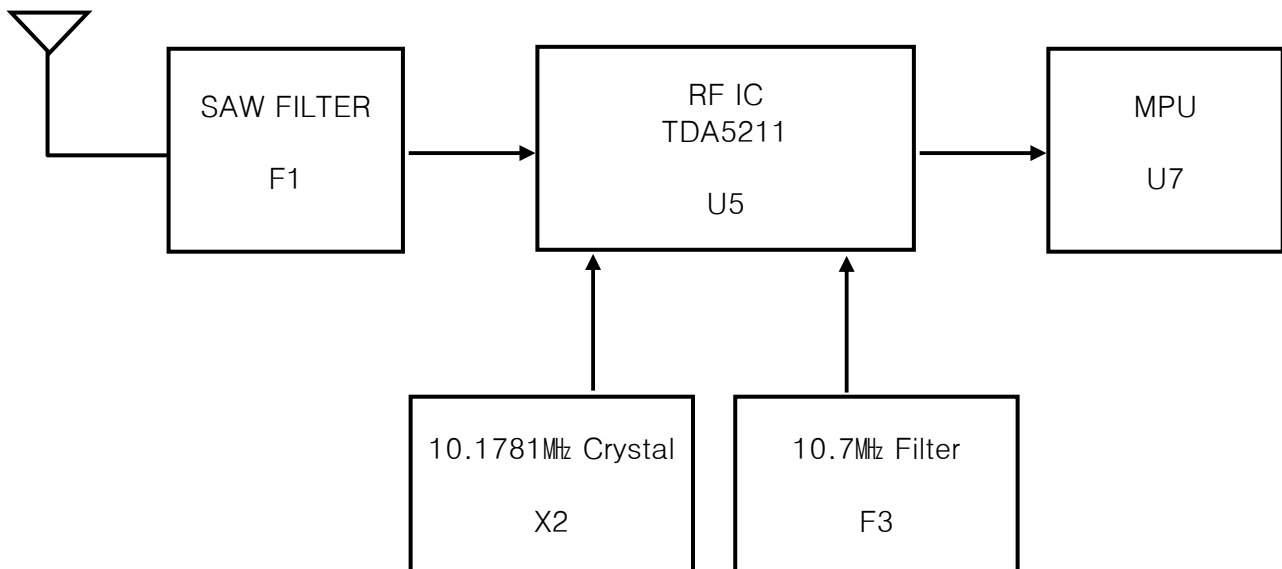 SAW FILTER
F1
RF IC
TDA5211
U5
MPU
U7
10.1781㎒ Crystal
X2
10.7㎒ Filter
F3